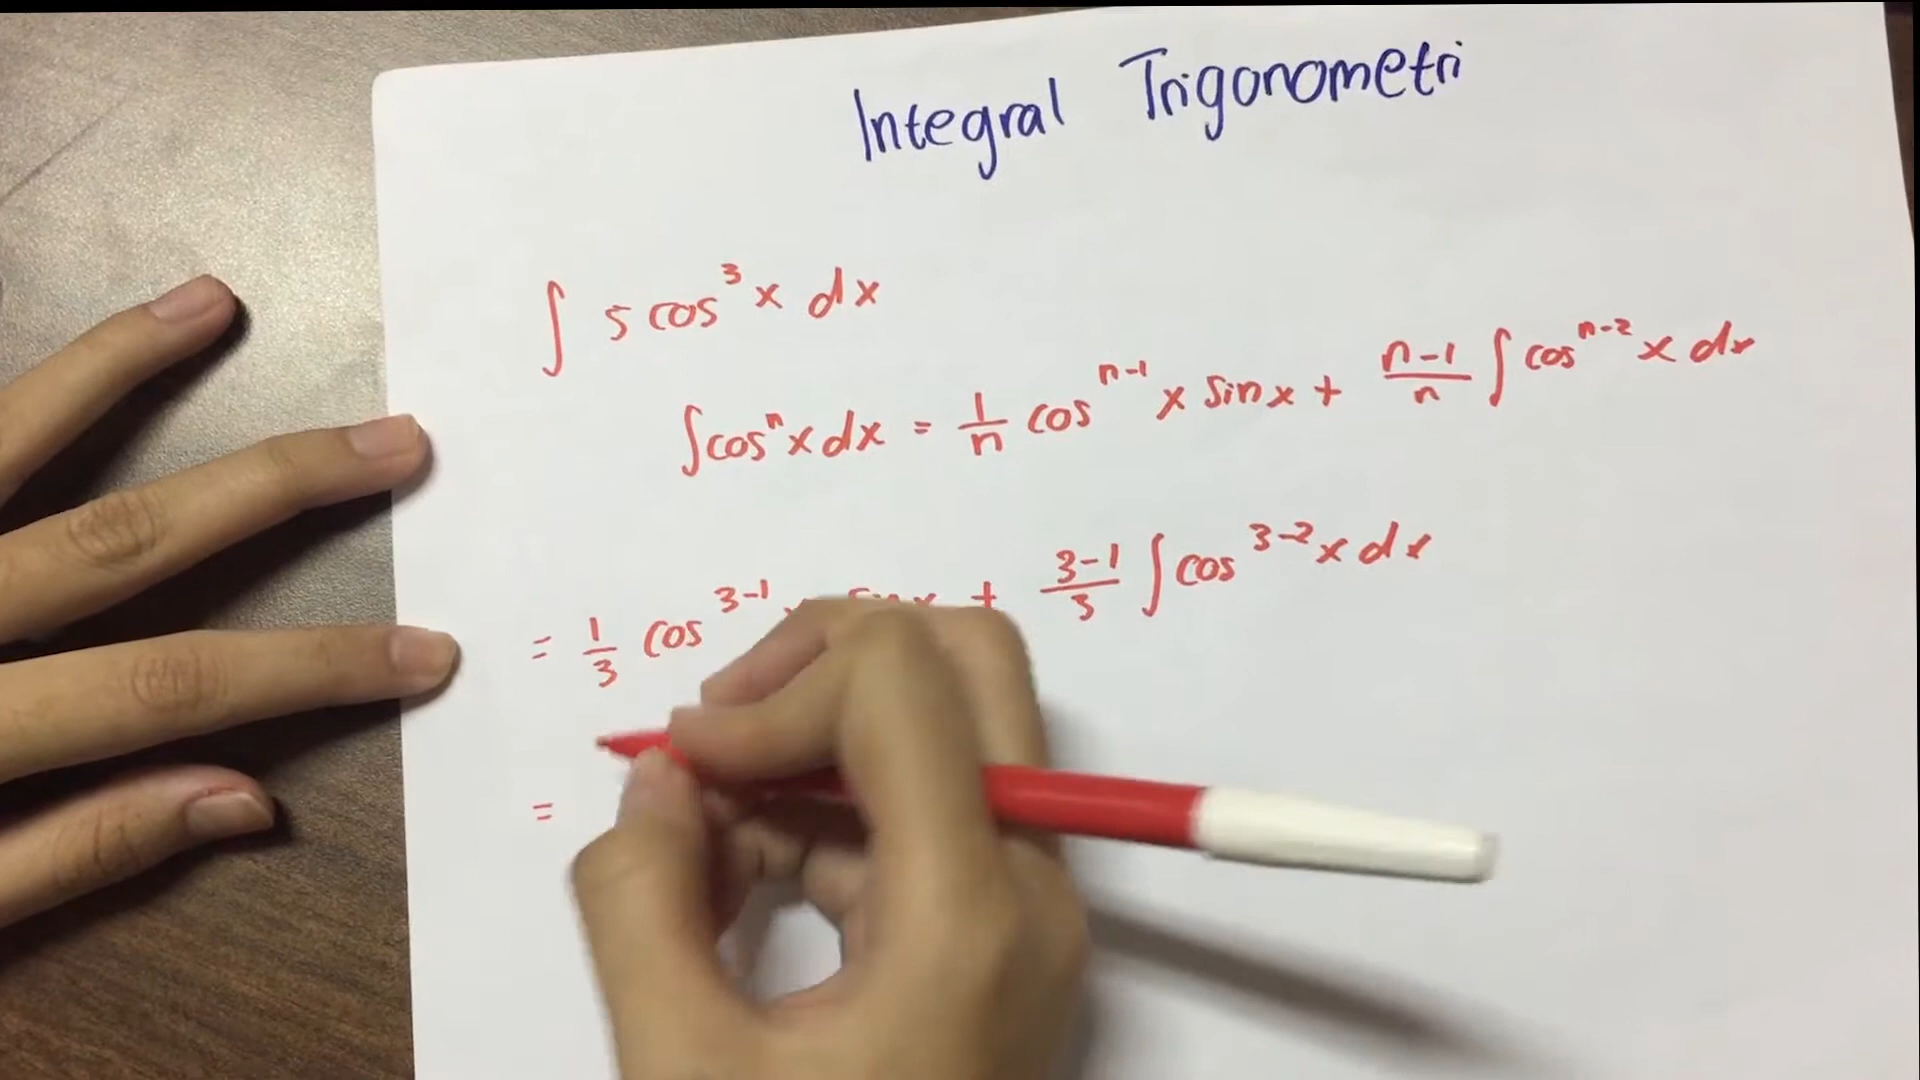 Integral Trigonometri
∫ 5 cos³ x dx
∫cosⁿ x dx = 1/n cosⁿ⁻¹ x sin x + n-1/n ∫ cosⁿ⁻² x dx
= 1/3 cos³⁻¹ x sin x + 3-1/3 ∫ cos³⁻² x dx
=